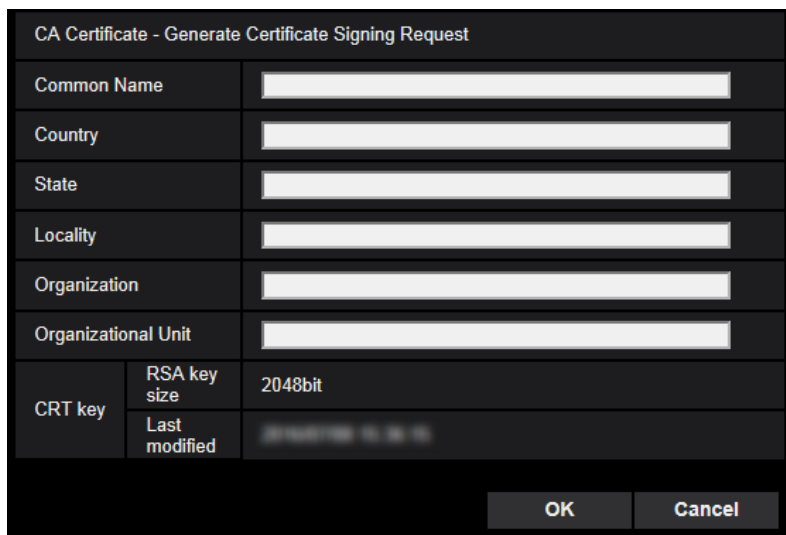 CA Certificate - Generate Certificate Signing Request
Common Name
Country
State
Locality
Organization
Organizational Unit
CRT key
RSA key
size
2048bit
Last
modified
OK
Cancel